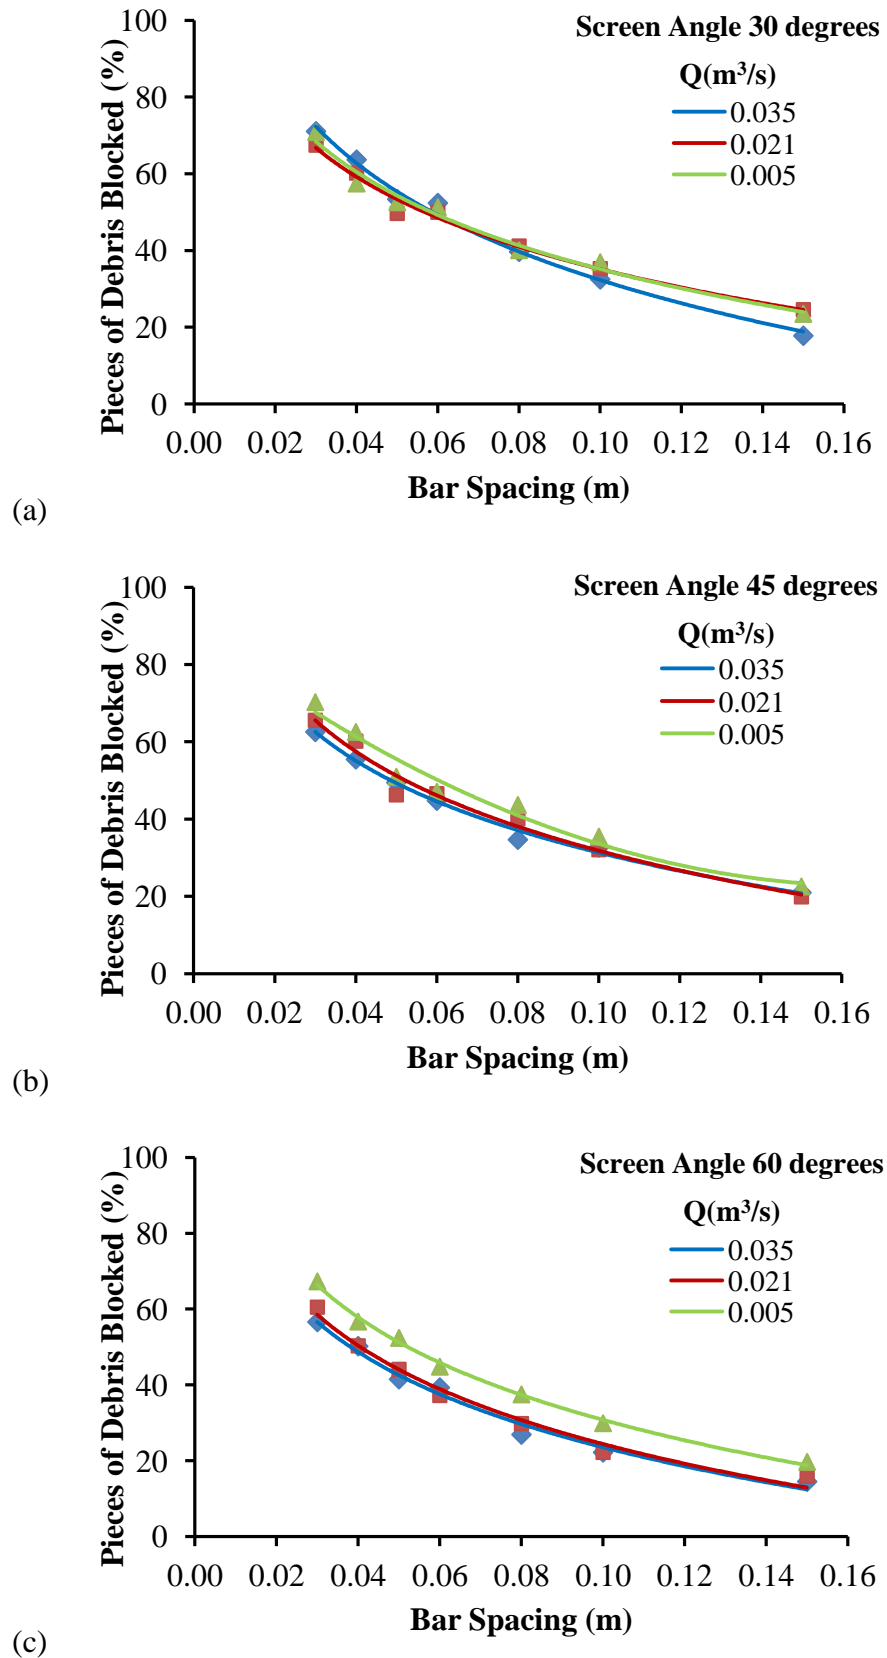 Screen Angle 30 degrees
Q(m³/s)
0.035
0.021
0.005
Pieces of Debris Blocked (%)
100
80
60
40
20
0
0.00 0.02 0.04 0.06 0.08 0.10 0.12 0.14 0.16
Bar Spacing (m)
(a)
Screen Angle 45 degrees
Q(m³/s)
0.035
0.021
0.005
Pieces of Debris Blocked (%)
100
80
60
40
20
0
0.00 0.02 0.04 0.06 0.08 0.10 0.12 0.14 0.16
Bar Spacing (m)
(b)
Screen Angle 60 degrees
Q(m³/s)
0.035
0.021
0.005
Pieces of Debris Blocked (%)
100
80
60
40
20
0
0.00 0.02 0.04 0.06 0.08 0.10 0.12 0.14 0.16
Bar Spacing (m)
(c)